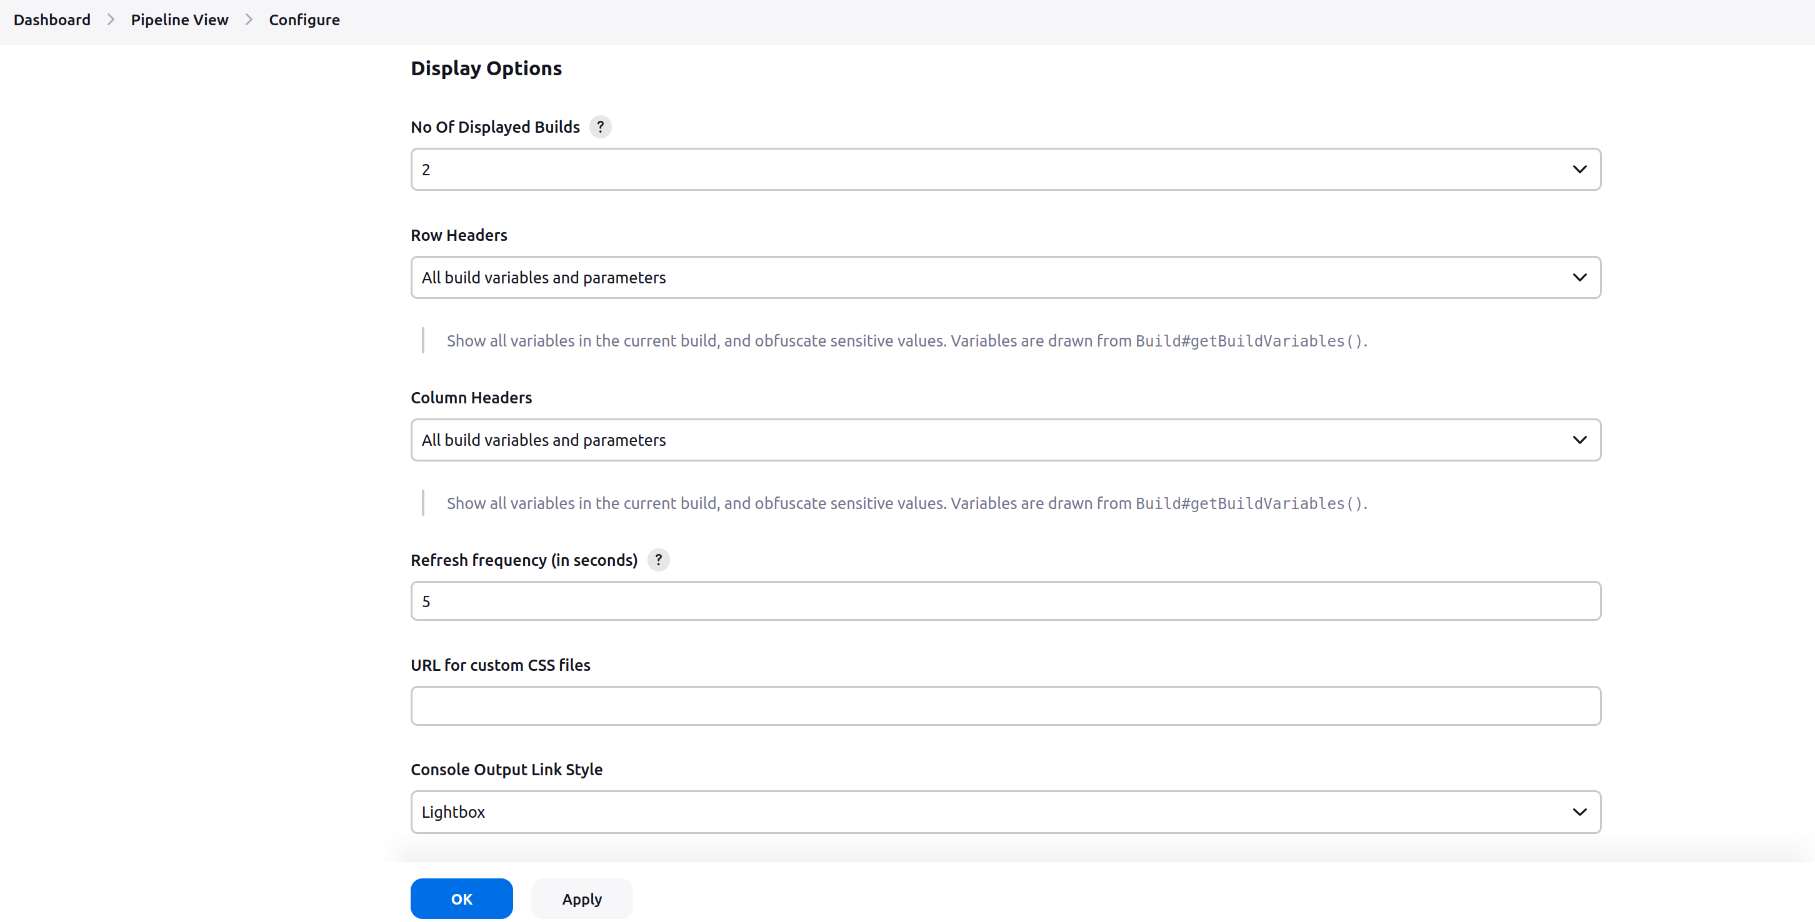 Dashboard > Pipeline View > Configure
Display Options
No Of Displayed Builds ?
2
Row Headers
All build variables and parameters
Show all variables in the current build, and obfuscate sensitive values. Variables are drawn from Build#getBuildVariables().
Column Headers
All build variables and parameters
Show all variables in the current build, and obfuscate sensitive values. Variables are drawn from Build#getBuildVariables().
Refresh frequency (in seconds) ?
5
URL for custom CSS files
Console Output Link Style
Lightbox
OK Apply